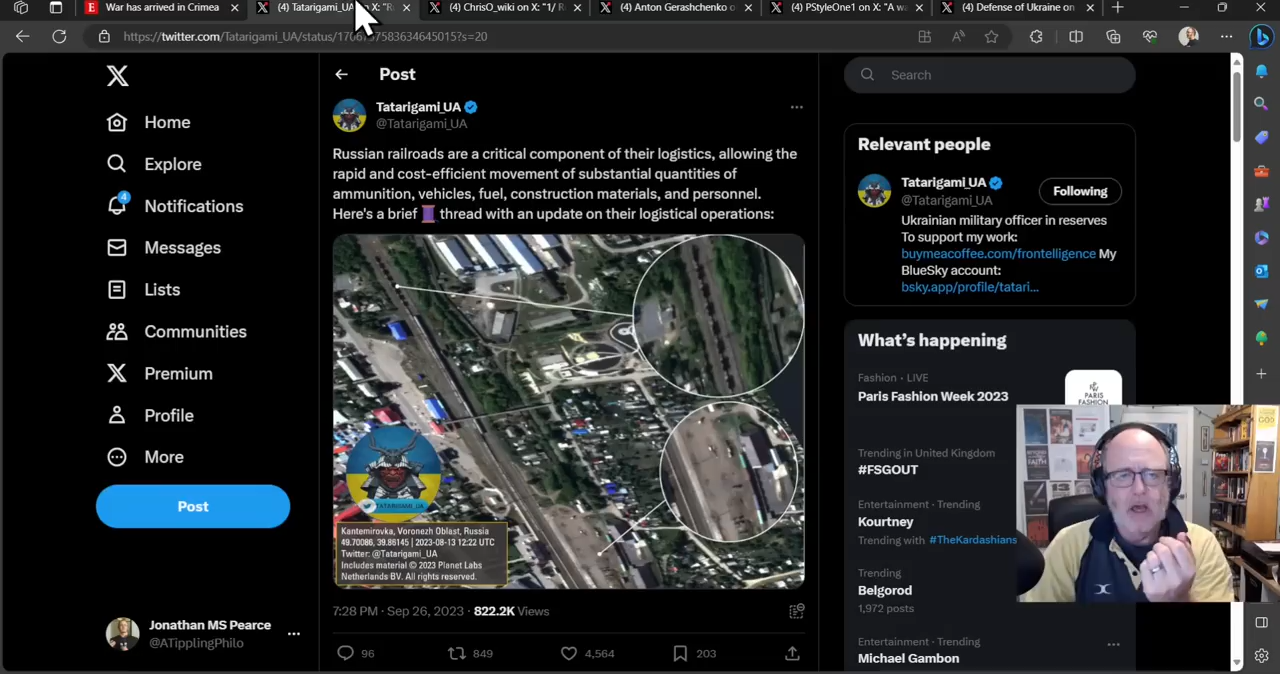 War has arrived in Crimea
(4) Tatarigami_UA on X: "R
(4) ChrisO_wiki on X: "1/ R
(4) Anton Gerashchenko o
(4) PStyleOne1 on X: "A wa
(4) Defense of Ukraine on
https://twitter.com/Tatarigami_UA/status/1706757583634645015?s=20
Post
Search
Tatarigami_UA
@Tatarigami_UA
Home
Explore
4
Notifications
Messages
Lists
Communities
Premium
Profile
More
Post
Jonathan MS Pearce
@ATipplingPhilo
Russian railroads are a critical component of their logistics, allowing the
rapid and cost-efficient movement of substantial quantities of
ammunition, vehicles, fuel, construction materials, and personnel.
Here's a brief 🧵 thread with an update on their logistical operations:
TATARIGAMI_UA
Kantemirovka, Voronezh Oblast, Russia
49.70086, 39.86145 | 2023-08-13 12:22 UTC
Twitter: @Tatarigami_UA
Includes material © 2023 Planet Labs
Netherlands BV. All rights reserved.
7:28 PM · Sep 26, 2023 · 822.2K Views
96
849
4,564
203
Relevant people
Tatarigami_UA
@Tatarigami_UA
Following
Ukrainian military officer in reserves
To support my work:
buymeacoffee.com/frontelligence My
BlueSky account:
bsky.app/profile/tatari...
What's happening
Fashion · LIVE
Paris Fashion Week 2023
PARIS
FASHION
Trending in United Kingdom
#FSGOUT
Entertainment · Trending
Kourtney
Trending with #TheKardashians
Trending
Belgorod
1,972 posts
Entertainment · Trending
Michael Gambon